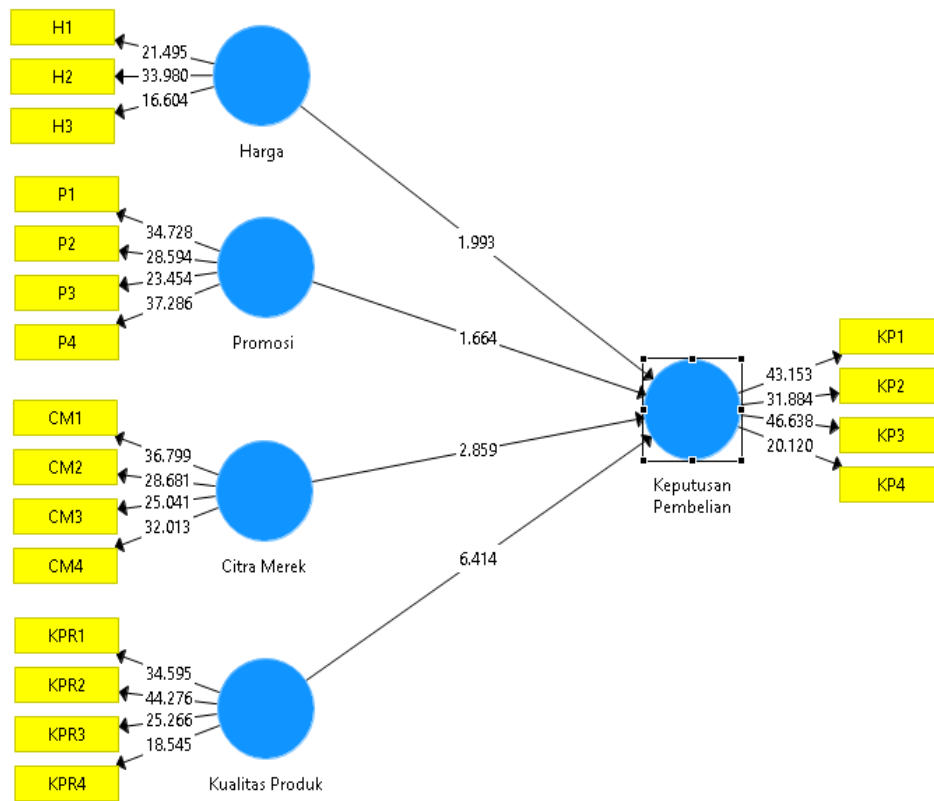 H1
21.495
H2
33.980
16.604
H3
Harga
P1
34.728
P2
28.594
23.454
P3
37.286
P4
Promosi
1.993
1.664
CM1
36.799
CM2
28.681
25.041
CM3
32.013
CM4
Citra Merek
2.859
6.414
KPR1
34.595
KPR2
44.276
25.266
KPR3
18.545
KPR4
Kualitas Produk
KP1
43.153
KP2
31.884
46.638
KP3
20.120
KP4
Keputusan
Pembelian